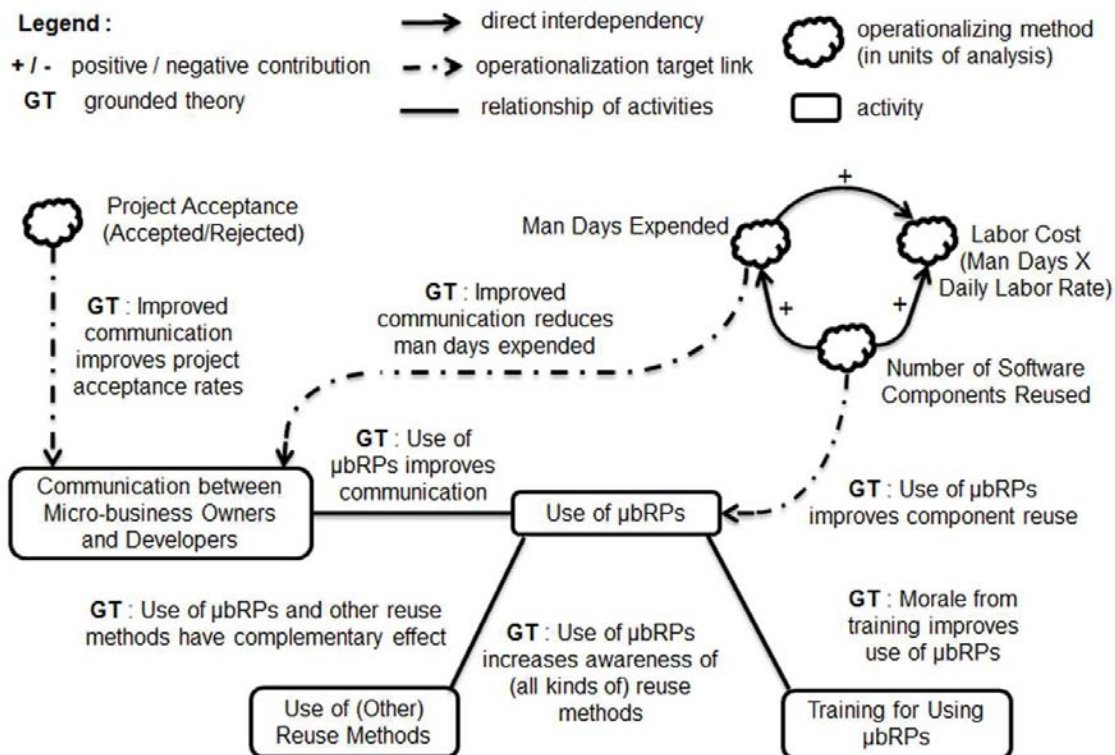 Legend :
+ / - positive / negative contribution
GT grounded theory
direct interdependency
operationalization target link
relationship of activities
operationalizing method
(in units of analysis)
activity
Project Acceptance
(Accepted/Rejected)
GT : Improved
communication
improves project
acceptance rates
GT : Improved
communication reduces
man days expended
Man Days Expended
+
+
+
Labor Cost
(Man Days X
Daily Labor Rate)
Number of Software
Components Reused
Communication between
Micro-business Owners
and Developers
GT : Use of
µbRPs improves
communication
Use of µbRPs
GT : Use of µbRPs
improves component reuse
GT : Use of µbRPs and other reuse
methods have complementary effect
GT : Use of µbRPs
increases awareness of
(all kinds of) reuse
methods
GT : Morale from
training improves
use of µbRPs
Use of (Other)
Reuse Methods
Training for Using
µbRPs